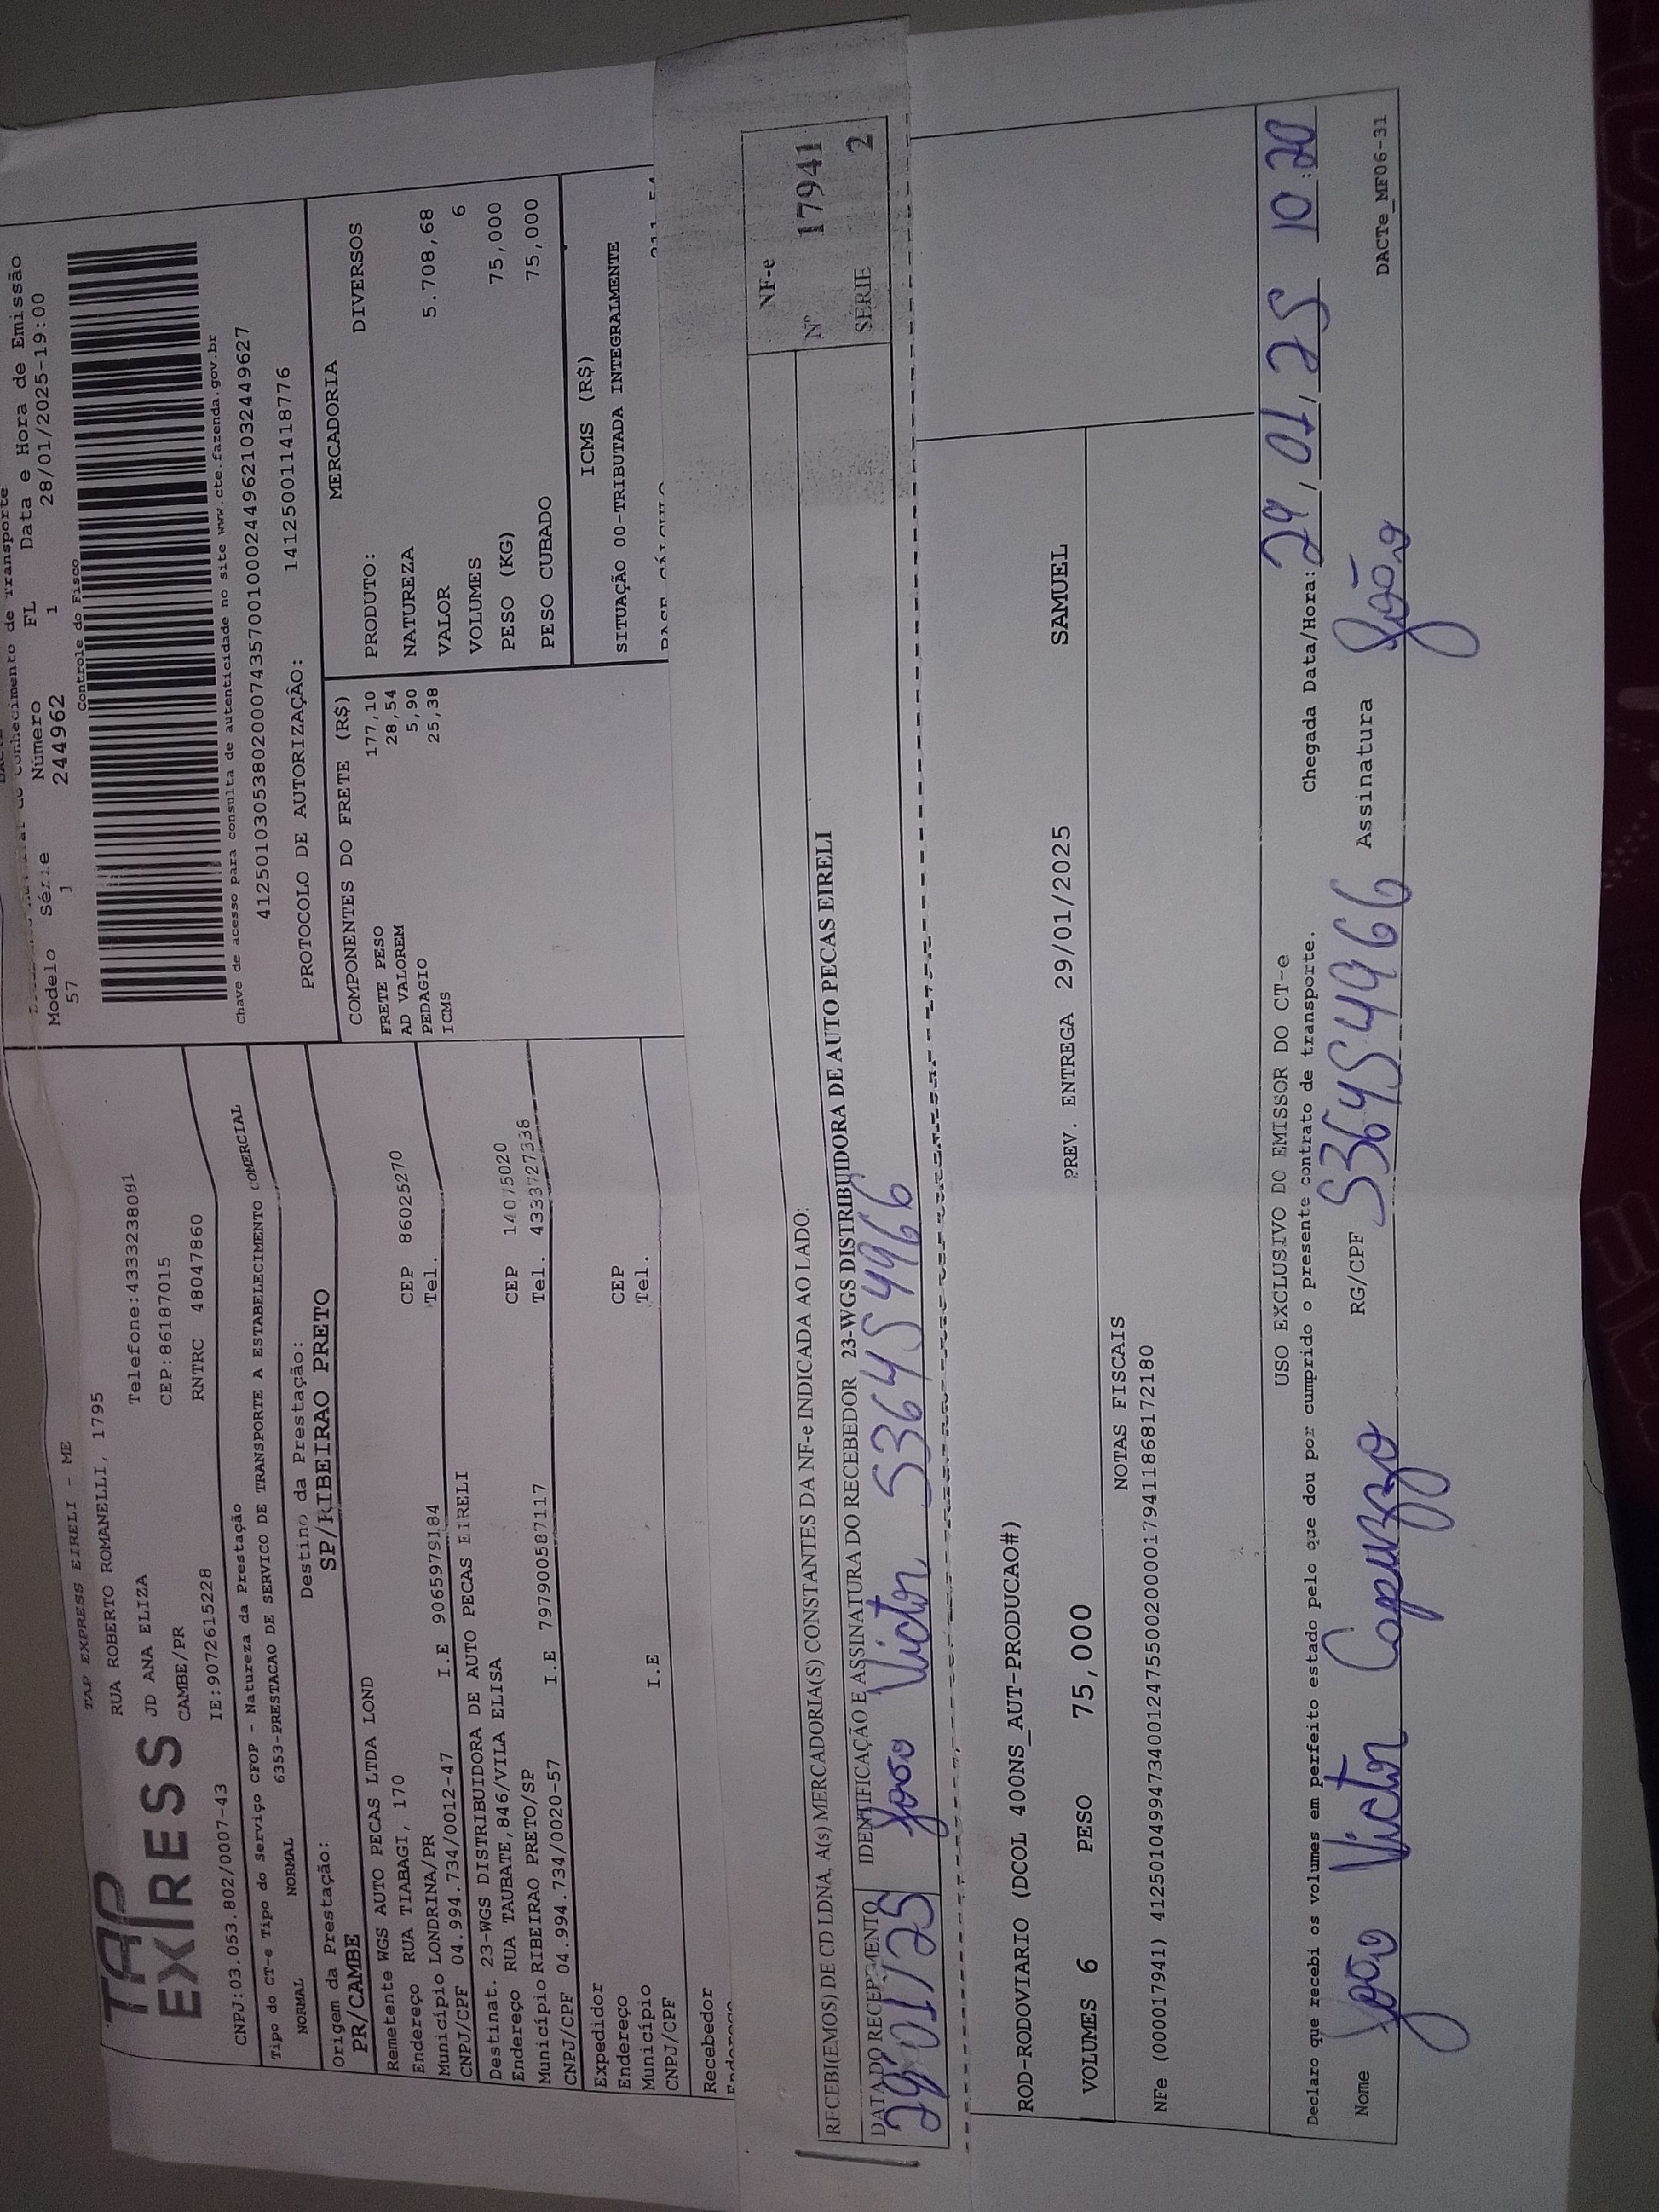 TAP
EXPRESS
TAP EXPRESS EIRELI - ME
RUA ROBERTO ROMANELLI, 1795
JD ANA ELIZA Telefone:4333238081
CAMBE/PR CEP:86187015
CNPJ:03.053.802/0007-43 IE:9072615228 RNTRC 48047860
Tipo do CT-e Tipo do Serviço CFOP - Natureza da Prestação
NORMAL NORMAL 6353-PRESTACAO DE SERVICO DE TRANSPORTE A ESTABELECIMENTO COMERCIAL
Origem da Prestação: Destino da Prestação:
PR/CAMBE SP/RIBEIRAO PRETO
Remetente WGS AUTO PECAS LTDA LOND
Endereço RUA TIABAGI, 170 CEP 86025270
Município LONDRINA/PR Tel.
CNPJ/CPF 04.994.734/0012-47 I.E 9065979184
Destinat. 23-WGS DISTRIBUIDORA DE AUTO PECAS EIRELI
Endereço RUA TAUBATE,846/VILA ELISA CEP 14075020
Município RIBEIRAO PRETO/SP Tel. 4333727338
CNPJ/CPF 04.994.734/0020-57 I.E 797900587117
Expedidor
Endereço CEP
Município Tel.
CNPJ/CPF I.E
Recebedor
Endereço
Conhecimento de Transporte
Modelo Série Número FL Data e Hora de Emissão
57 1 244962 1 28/01/2025-19:00
Controle do Fisco
Chave de acesso para consulta de autenticidade no site www.cte.fazenda.gov.br
41250103053802000743570010002449621032449627
PROTOCOLO DE AUTORIZAÇÃO: 141250011418776
COMPONENTES DO FRETE (R$)
FRETE PESO 177,10
AD VALOREM 28,54
PEDAGIO 5,90
ICMS 25,38
MERCADORIA
PRODUTO: DIVERSOS
NATUREZA
VALOR 5.708,68
VOLUMES 6
PESO (KG) 75,000
PESO CUBADO 75,000
ICMS (R$)
SITUAÇÃO 00-TRIBUTADA INTEGRALMENTE
BASE CÁLCULO
RECEBI(EMOS) DE CD LDNA, A(s) MERCADORIA(S) CONSTANTES DA NF-e INDICADA AO LADO:
DATA DO RECEBIMENTO IDENTIFICAÇÃO E ASSINATURA DO RECEBEDOR 23-WGS DISTRIBUIDORA DE AUTO PECAS EIRELI
29/01/25 João Victor 536454966
NF-e
Nº 17941
SÉRIE 2
ROD-RODOVIARIO (DCOL 400NS_AUT-PRODUCAO#)
PREV. ENTREGA 29/01/2025 SAMUEL
VOLUMES 6 PESO 75,000
NOTAS FISCAIS
NFe (000017941) 41250104994734001247550020000179411868172180
USO EXCLUSIVO DO EMISSOR DO CT-e
Declaro que recebi os volumes em perfeito estado pelo que dou por cumprido o presente contrato de transporte. Chegada Data/Hora: 29/01/25 10:20
Nome João Victor Capuzzo RG/CPF 536454966 Assinatura João
DACTe_MF06-31